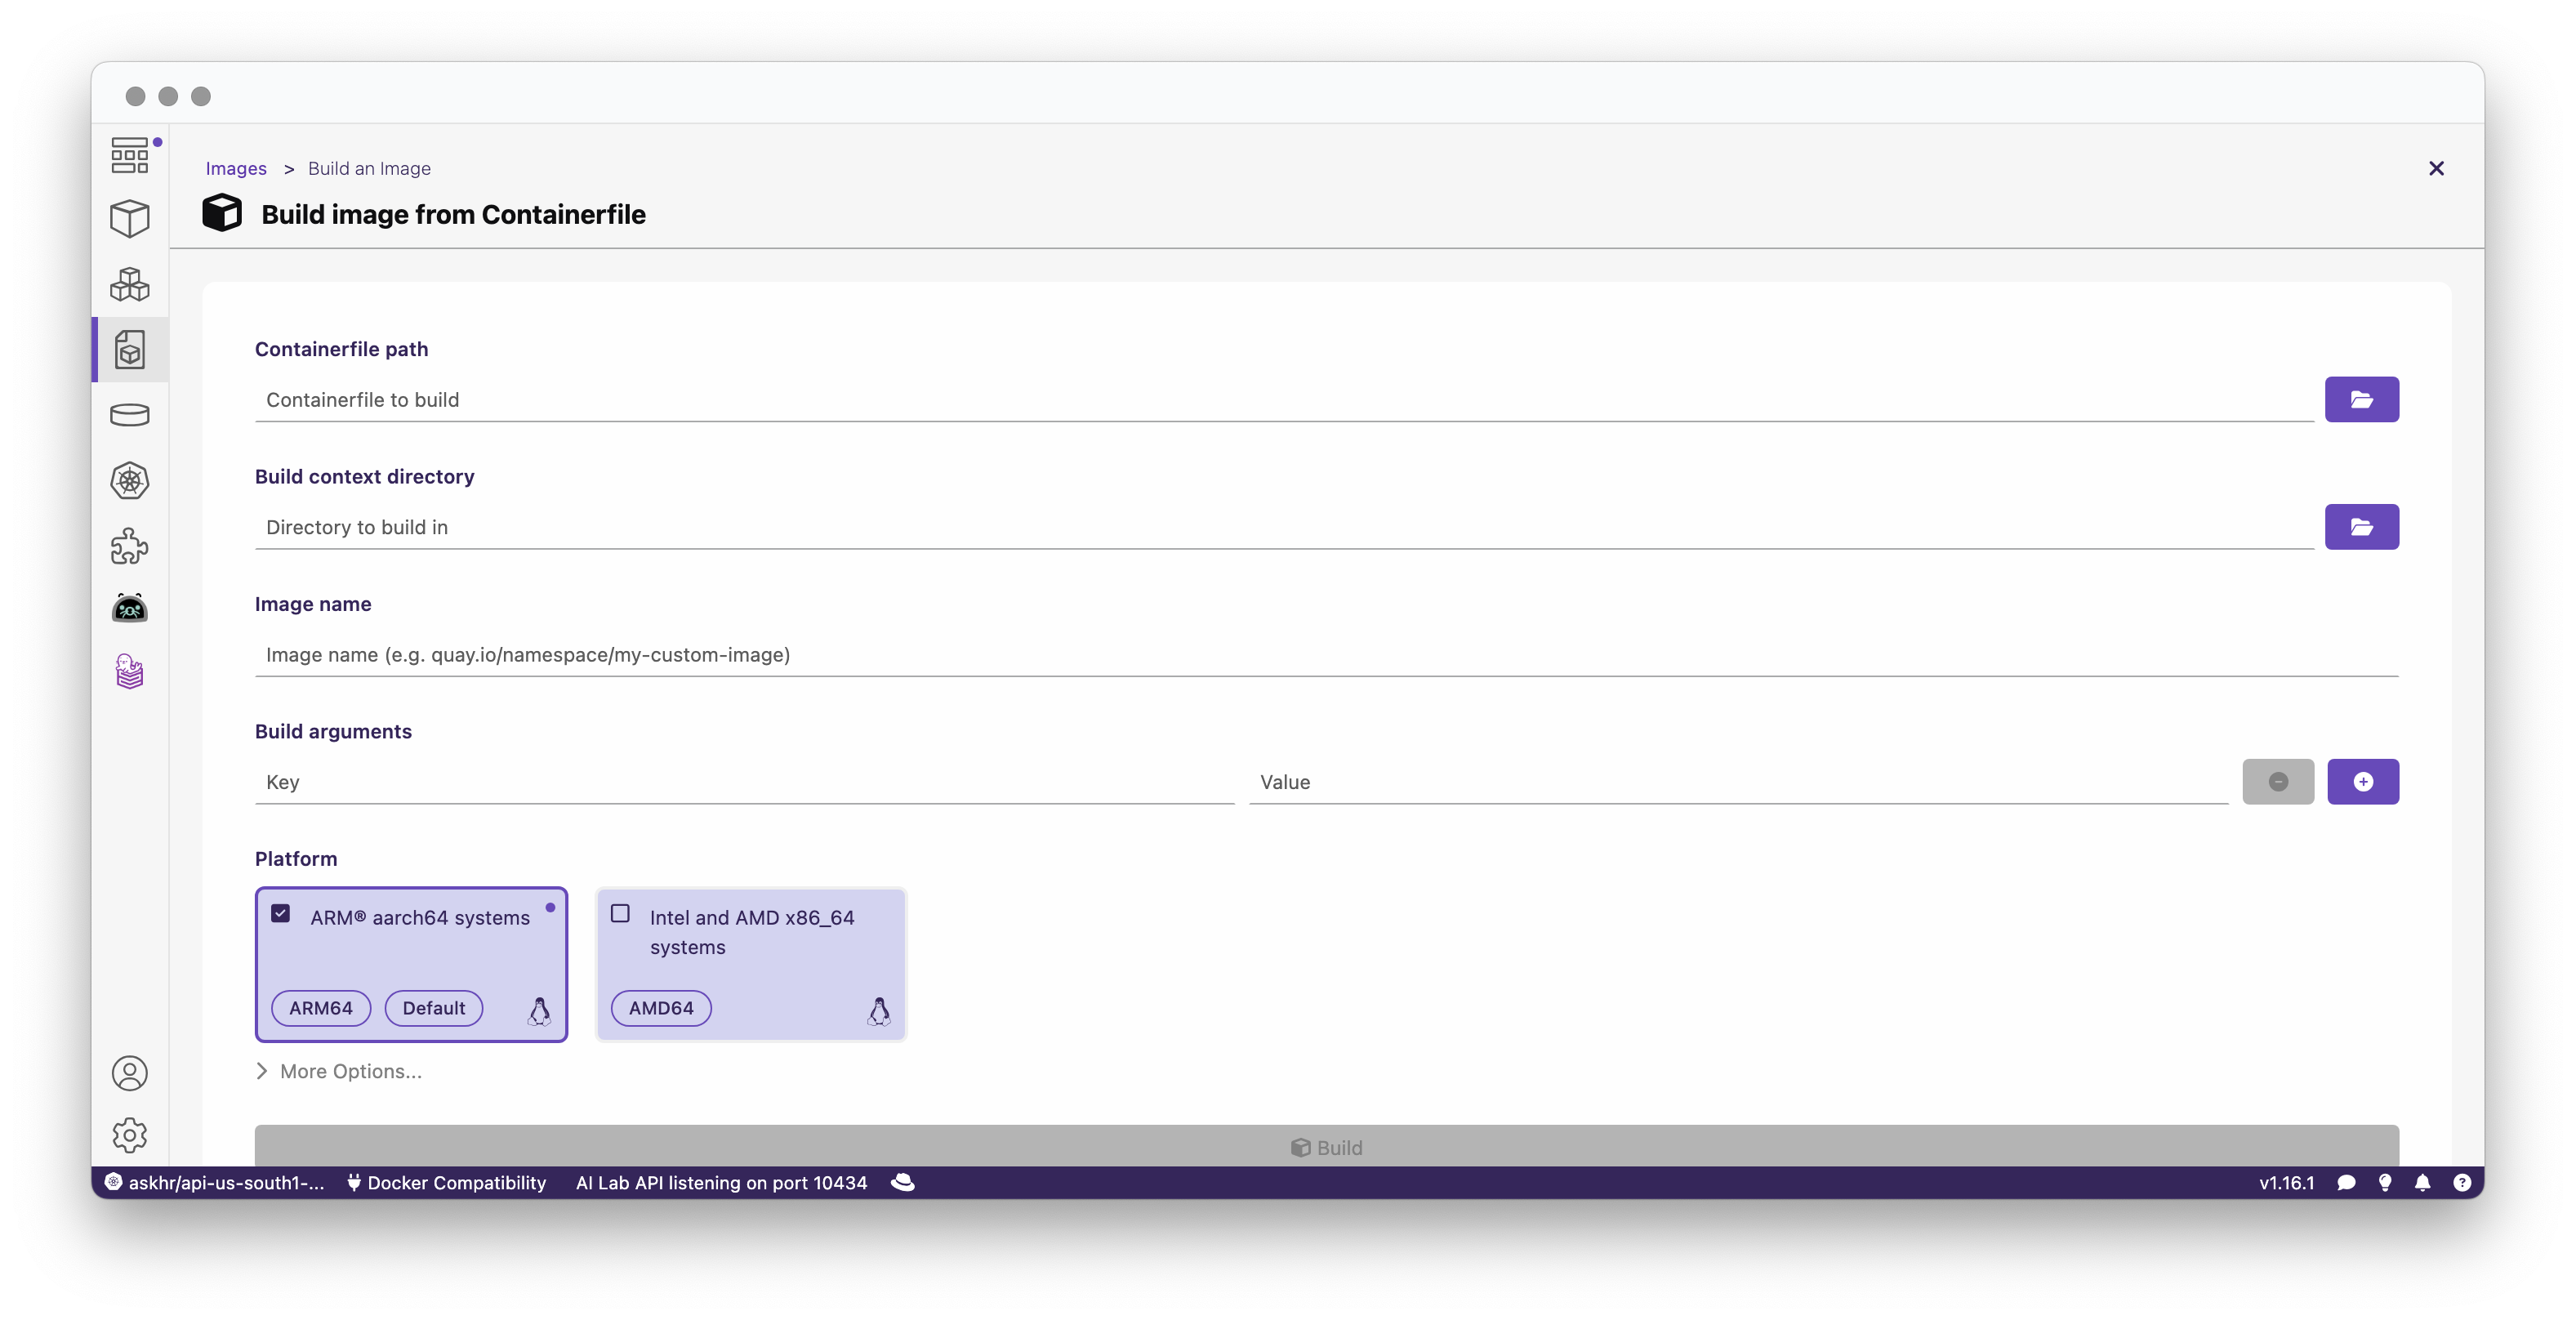 Images > Build an Image
Build image from Containerfile
Containerfile path
Containerfile to build
Build context directory
Directory to build in
Image name
Image name (e.g. quay.io/namespace/my-custom-image)
Build arguments
Key Value
Platform
ARM® aarch64 systems
ARM64 Default
Intel and AMD x86_64
systems
AMD64
More Options...
Build
askhr/api-us-south1-... Docker Compatibility AI Lab API listening on port 10434 v1.16.1